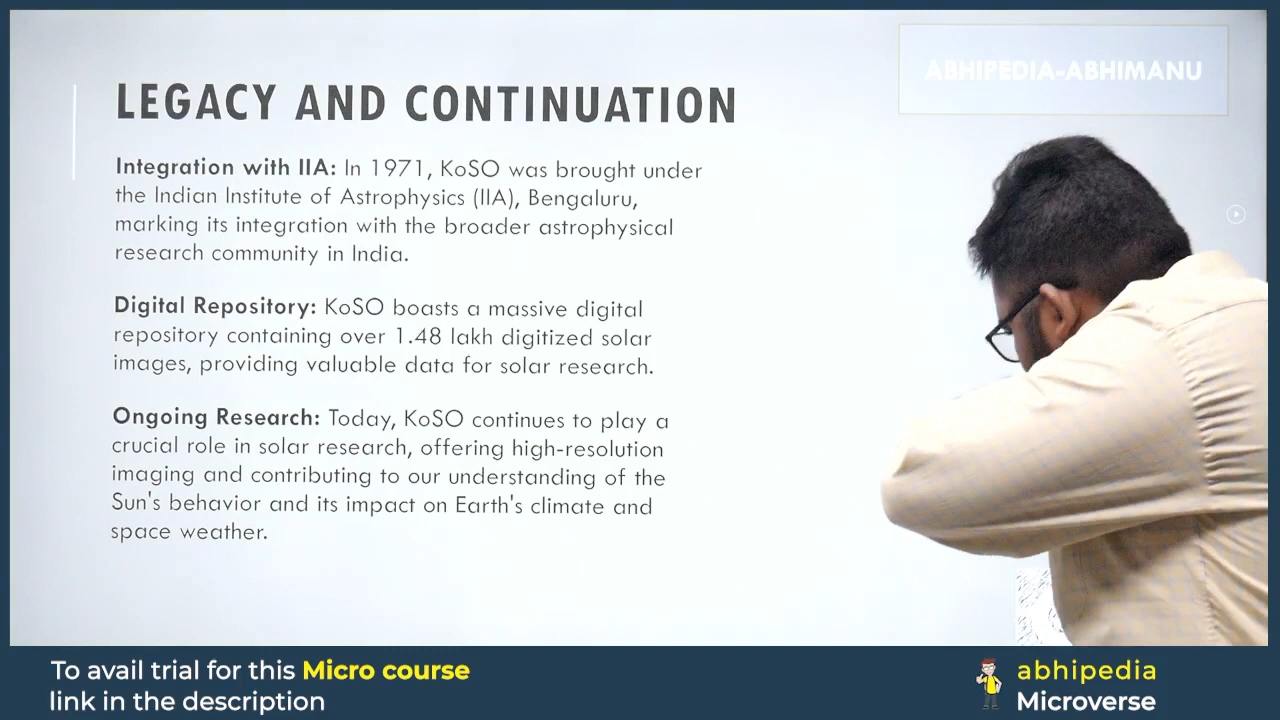 ABHIPEDIA-ABHIMANU
LEGACY AND CONTINUATION
Integration with IIA: In 1971, KoSO was brought under
the Indian Institute of Astrophysics (IIA), Bengaluru,
marking its integration with the broader astrophysical
research community in India.
Digital Repository: KoSO boasts a massive digital
repository containing over 1.48 lakh digitized solar
images, providing valuable data for solar research.
Ongoing Research: Today, KoSO continues to play a
crucial role in solar research, offering high-resolution
imaging and contributing to our understanding of the
Sun's behavior and its impact on Earth's climate and
space weather.
To avail trial for this Micro course
link in the description
abhipedia
Microverse